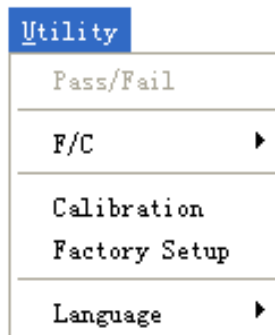 Utility
Pass/Fail
F/C
Calibration
Factory Setup
Language